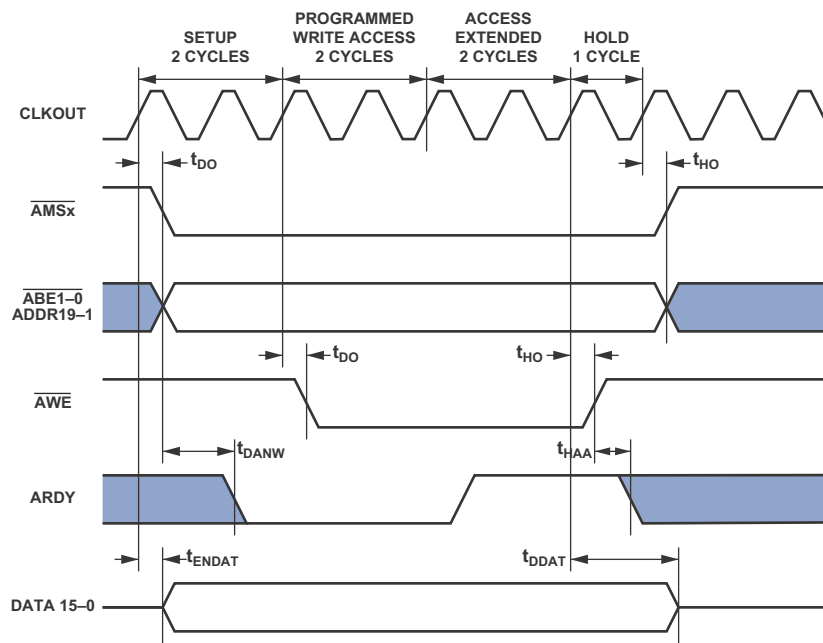 SETUP
2 CYCLES
PROGRAMMED
WRITE ACCESS
2 CYCLES
ACCESS
EXTENDED
2 CYCLES
HOLD
1 CYCLE
CLKOUT
tDO
tHO
AMSx
ABE1–0
ADDR19–1
tDO
tHO
AWE
tDANW
tHAA
ARDY
tENDAT
tDDAT
DATA 15–0